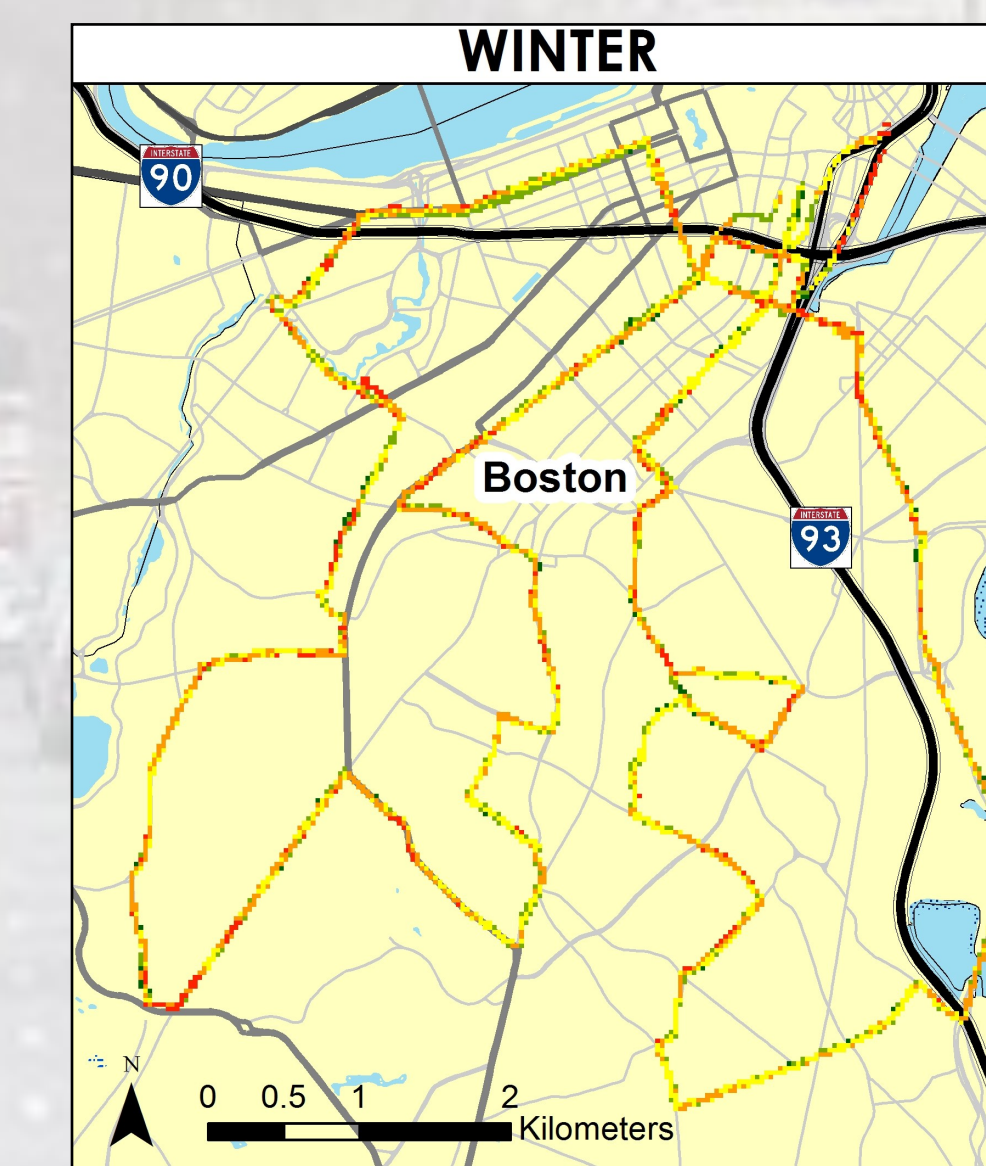 WINTER
INTERSTATE
90
Boston
INTERSTATE
93
N
0 0.5 1 2
Kilometers